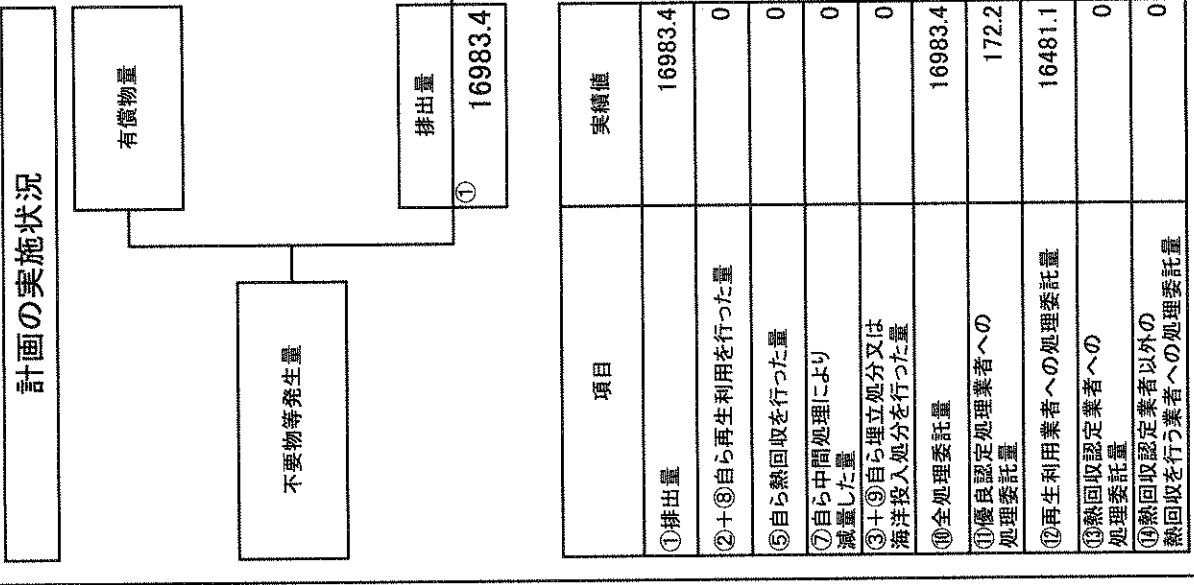 計画の実施状況
有償物量
不要物等発生量
排出量
① 16983.4
項目 実績値
①排出量 16983.4
②+⑧自ら再生利用を行った量 0
⑤自ら熱回収を行った量 0
⑦自ら中間処理により
減量した量 0
③+⑨自ら埋立処分又は
海洋投入処分を行った量 0
⑩全処理委託量 16983.4
⑪優良認定処理業者への
処理委託量 172.2
⑫再生利用業者への処理委託量 16481.1
⑬熱回収認定業者への
処理委託量 0
⑭熱回収認定業者以外の
熱回収を行う業者への処理委託量 0